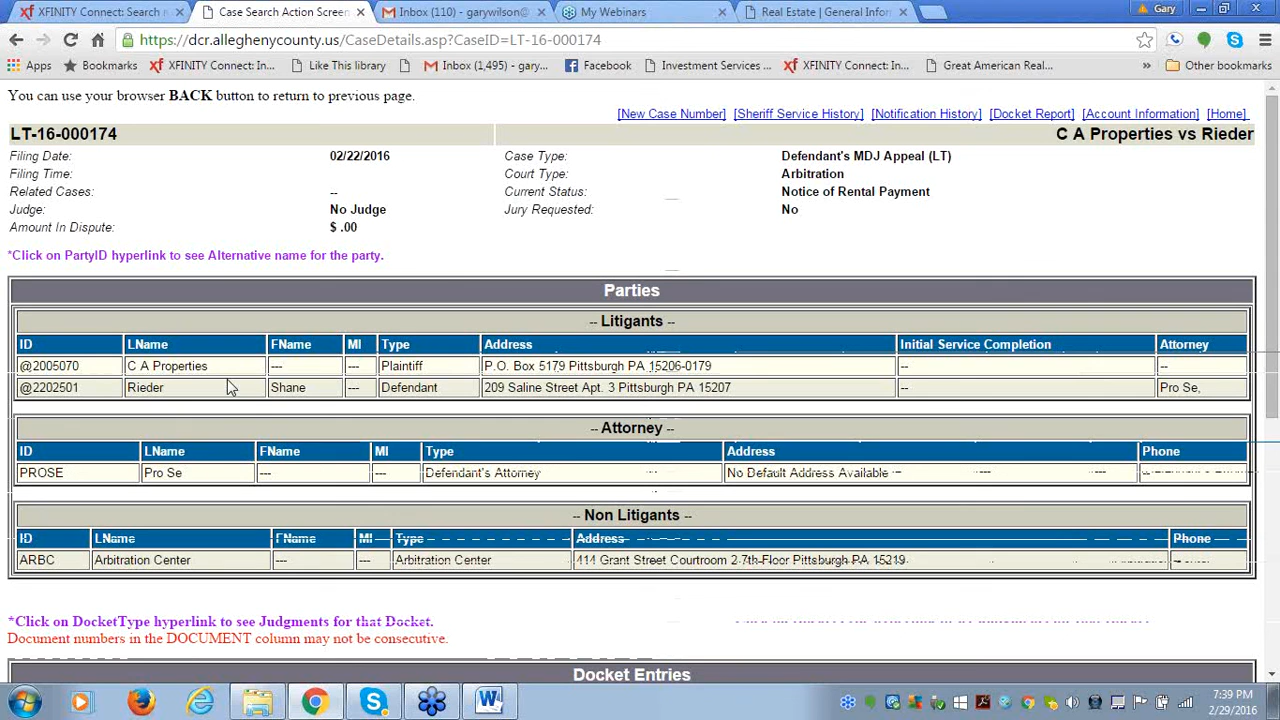 XFINITY Connect: Search r
Case Search Action Screen
Inbox (110) - garywilson@
My Webinars
Real Estate | General Infor
Gary
https://dcr.alleghenycounty.us/CaseDetails.asp?CaseID=LT-16-000174
Apps
Bookmarks
XFINITY Connect: In...
Like This library
Inbox (1,495) - gary...
Facebook
Investment Services ...
XFINITY Connect: In...
Great American Real...
»
Other bookmarks
You can use your browser BACK button to return to previous page.
[New Case Number] [Sheriff Service History] [Notification History] [Docket Report] [Account Information] [Home]
LT-16-000174 C A Properties vs Rieder
Filing Date: 02/22/2016 Case Type: Defendant's MDJ Appeal (LT)
Filing Time: Court Type: Arbitration
Related Cases: -- Current Status: Notice of Rental Payment
Judge: No Judge Jury Requested: No
Amount In Dispute: $ .00
*Click on PartyID hyperlink to see Alternative name for the party.
Parties
-- Litigants --
ID LName FName MI Type Address Initial Service Completion Attorney
@2005070 C A Properties --- --- Plaintiff P.O. Box 5179 Pittsburgh PA 15206-0179 -- --
@2202501 Rieder Shane --- Defendant 209 Saline Street Apt. 3 Pittsburgh PA 15207 -- Pro Se,
-- Attorney --
ID LName FName MI Type Address Phone
PROSE Pro Se --- --- Defendant's Attorney No Default Address Available --
-- Non Litigants --
ID LName FName MI Type Address Phone
ARBC Arbitration Center --- --- Arbitration Center 414 Grant Street Courtroom 2 7th Floor Pittsburgh PA 15219
*Click on DocketType hyperlink to see Judgments for that Docket.
Document numbers in the DOCUMENT column may not be consecutive.
Docket Entries
7:39 PM
2/29/2016